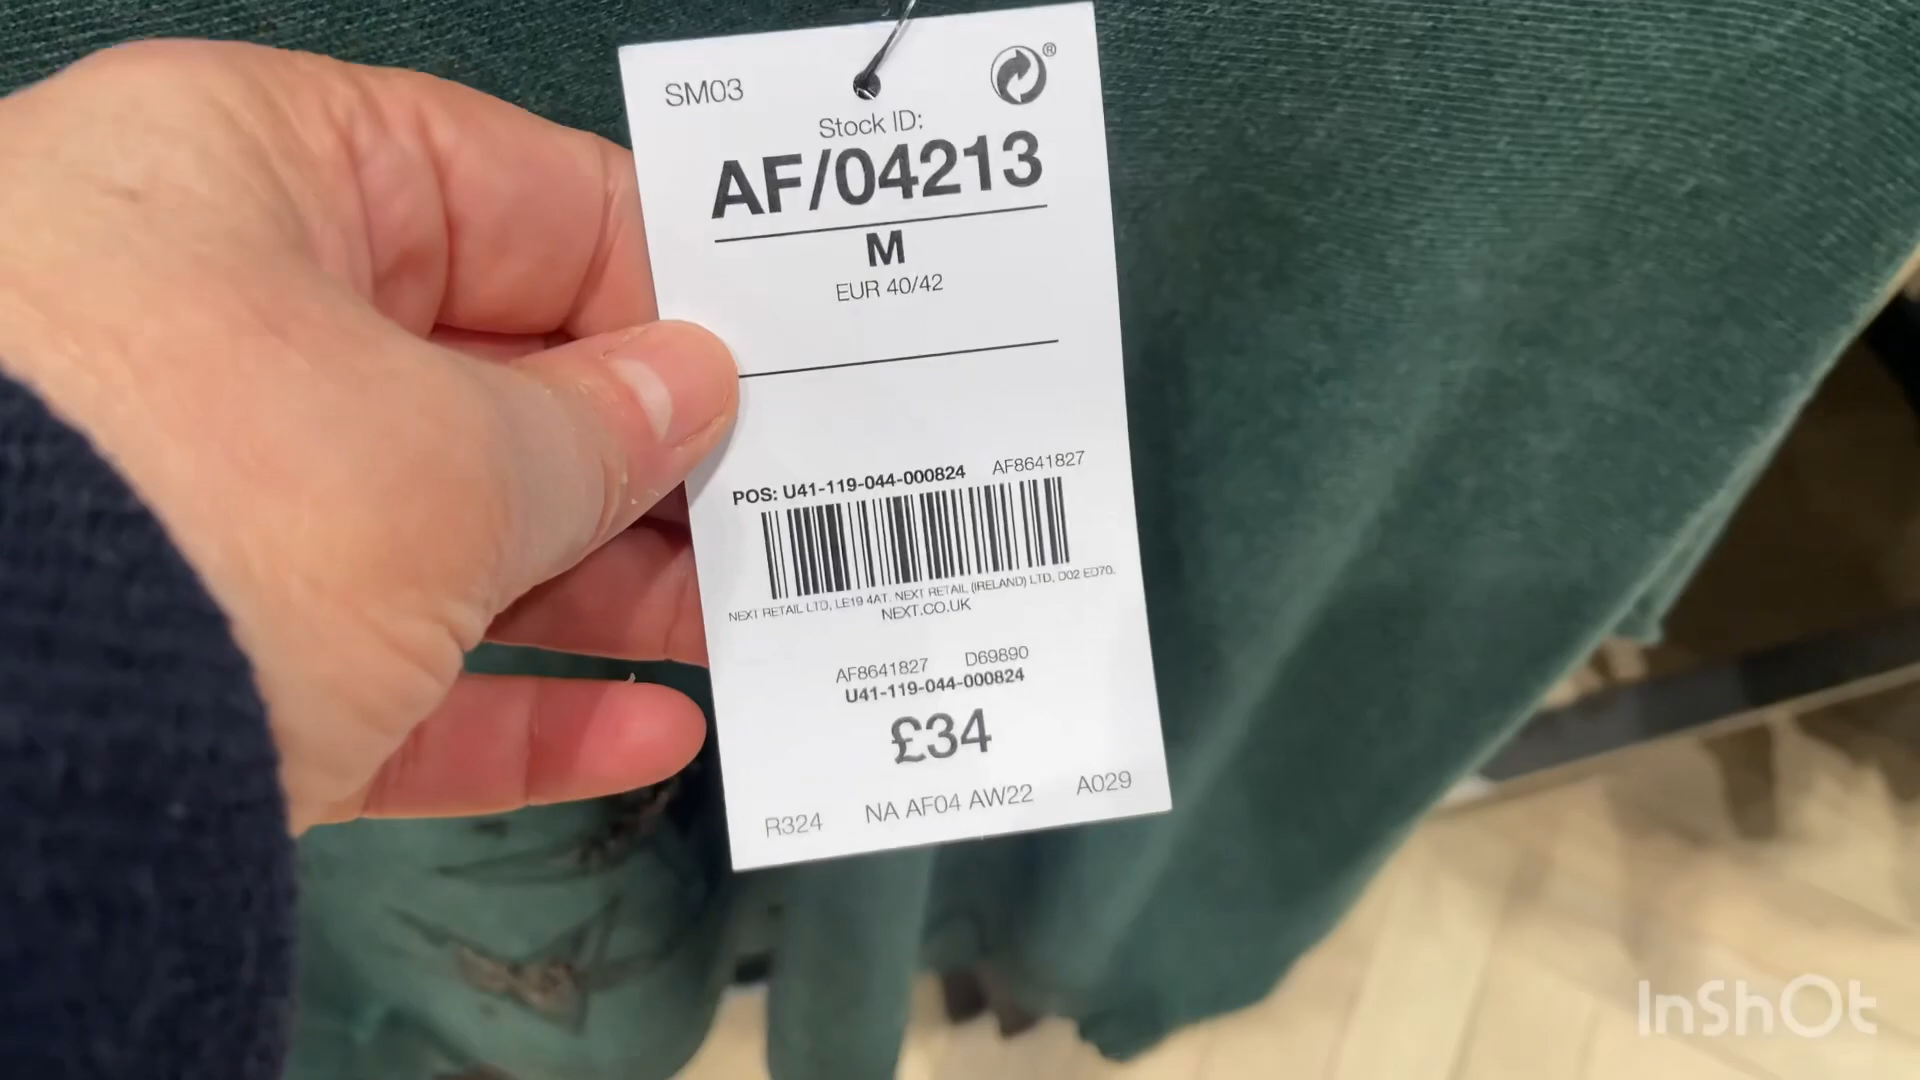 SM03
®
Stock ID:
AF/04213
M
EUR 40/42
POS: U41-119-044-000824 AF8641827
NEXT RETAIL LTD, LE19 4AT. NEXT RETAIL (IRELAND) LTD, D02 ED70.
NEXT.CO.UK
AF8641827 D69890
U41-119-044-000824
£34
R324 NA AF04 AW22 A029
InShOt